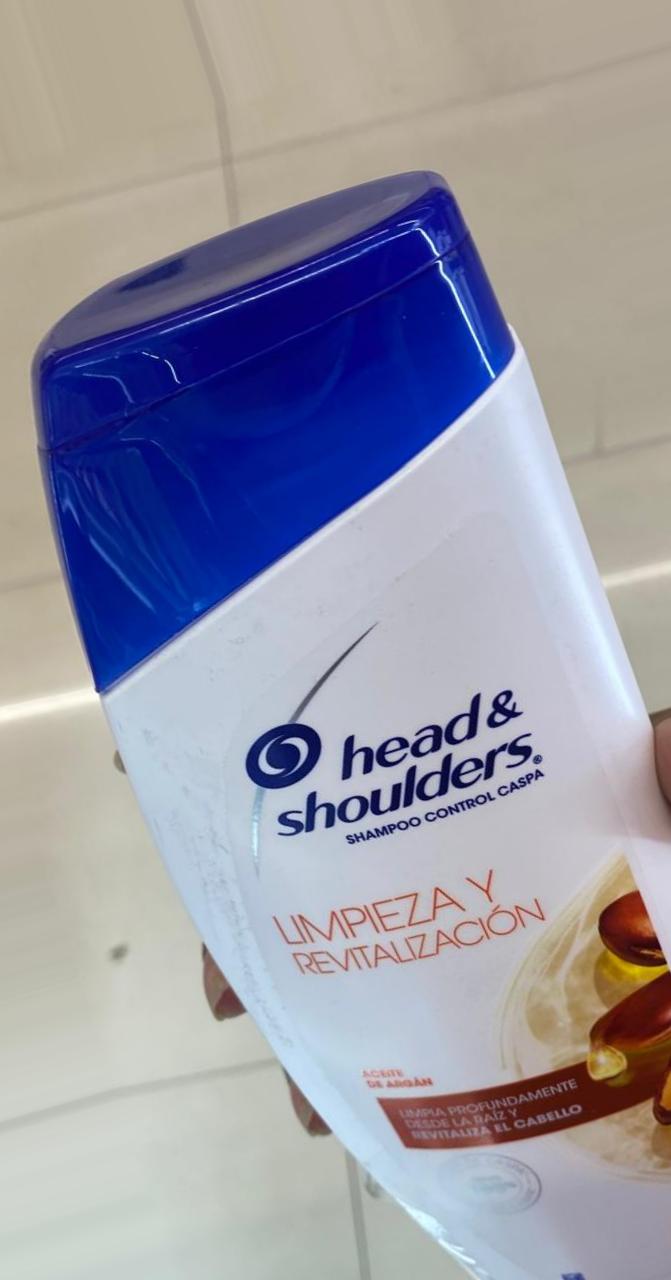 head &
shoulders®
SHAMPOO CONTROL CASPA
LIMPIEZA Y
REVITALIZACIÓN
ACEITE
DE ARGÁN
LIMPIA PROFUNDAMENTE
DESDE LA RAÍZ Y
REVITALIZA EL CABELLO